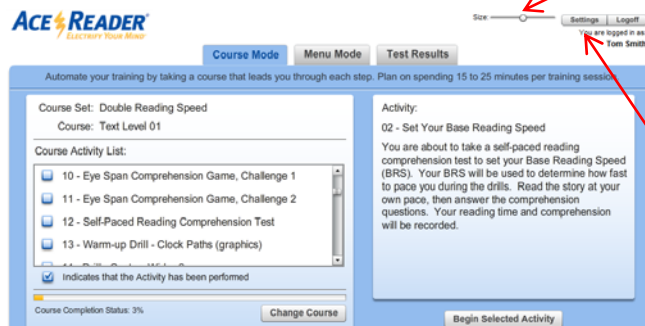 ACE READER®
ELECTRIFY YOUR MIND®
Size:
Settings Logoff
You are logged in as
Tom Smith
Course Mode Menu Mode Test Results
Automate your training by taking a course that leads you through each step. Plan on spending 15 to 25 minutes per training session.
Course Set: Double Reading Speed
Course: Text Level 01
Course Activity List:
10 - Eye Span Comprehension Game, Challenge 1
11 - Eye Span Comprehension Game, Challenge 2
12 - Self-Paced Reading Comprehension Test
13 - Warm-up Drill - Clock Paths (graphics)
Indicates that the Activity has been performed
Course Completion Status: 3%
Change Course
Activity:
02 - Set Your Base Reading Speed
You are about to take a self-paced reading
comprehension test to set your Base Reading Speed
(BRS). Your BRS will be used to determine how fast
to pace you during the drills. Read the story at your
own pace, then answer the comprehension
questions. Your reading time and comprehension
will be recorded.
Begin Selected Activity